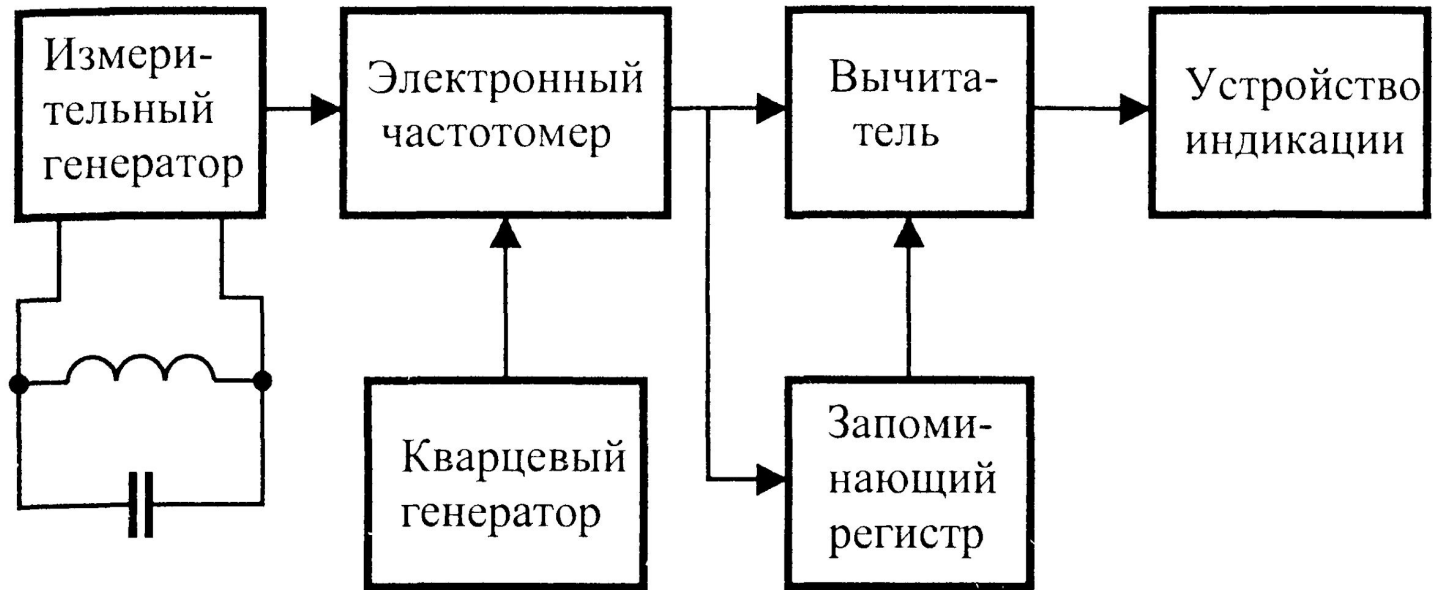 Измери-
тельный
генератор
Электронный
частотомер
Вычита-
тель
Устройство
индикации
Кварцевый
генератор
Запоми-
нающий
регистр